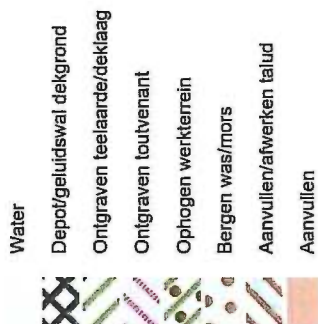 Water
Depot/geluidswal dekgrond
Ontgraven teelaarde/deklaag
Ontgraven toutvenant
Ophogen werkterrein
Bergen was/mors
Aanvullen/afwerken talud
Aanvullen